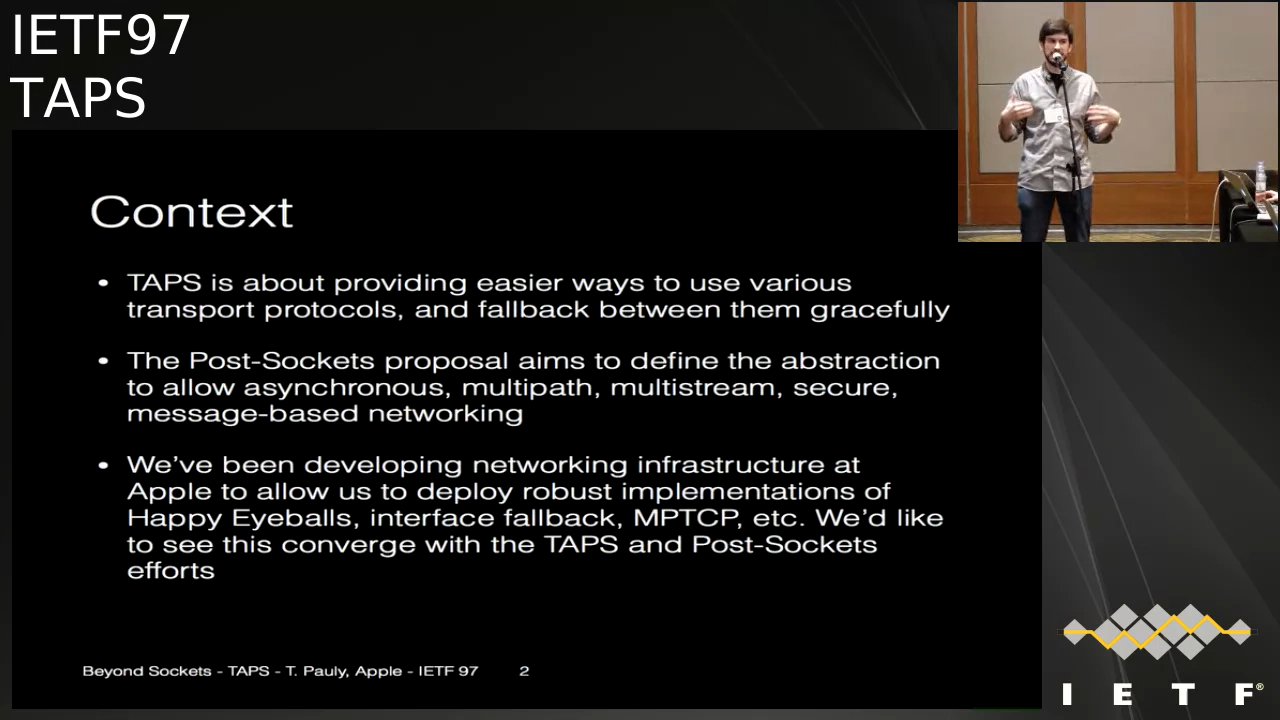 IETF97
TAPS
Context
• TAPS is about providing easier ways to use various
transport protocols, and fallback between them gracefully
• The Post-Sockets proposal aims to define the abstraction
to allow asynchronous, multipath, multistream, secure,
message-based networking
• We’ve been developing networking infrastructure at
Apple to allow us to deploy robust implementations of
Happy Eyeballs, interface fallback, MPTCP, etc. We’d like
to see this converge with the TAPS and Post-Sockets
efforts
Beyond Sockets - TAPS - T. Pauly, Apple - IETF 97 2
I E T F®